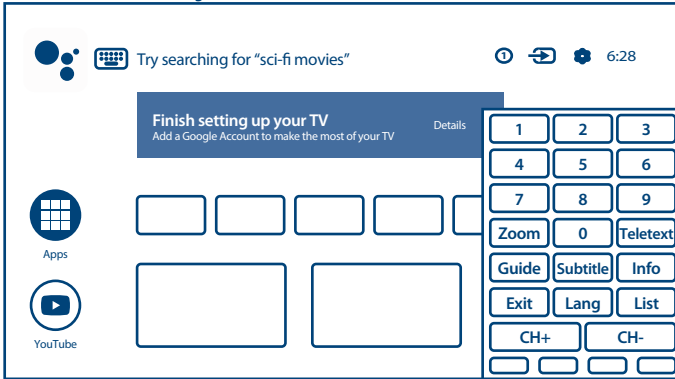 Try searching for “sci-fi movies”
1 6:28
Finish setting up your TV
Add a Google Account to make the most of your TV
Details
1 2 3
4 5 6
7 8 9
Zoom 0 Teletext
Guide Subtitle Info
Exit Lang List
CH+ CH-
Apps
YouTube